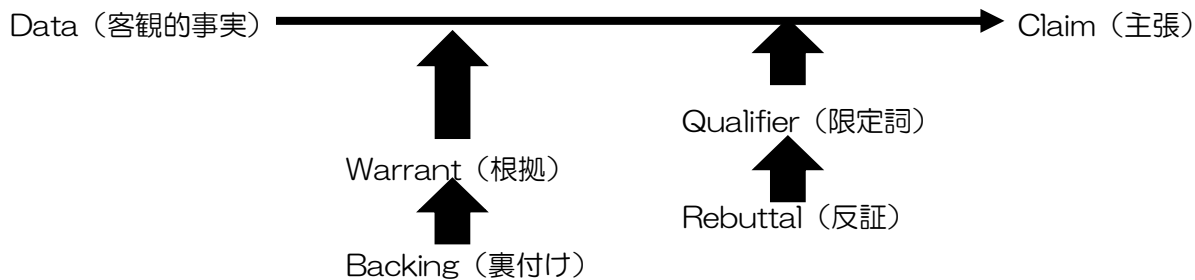 Data（客観的事実）
Claim（主張）
Qualifier（限定詞）
Warrant（根拠）
Rebuttal（反証）
Backing（裏付け）